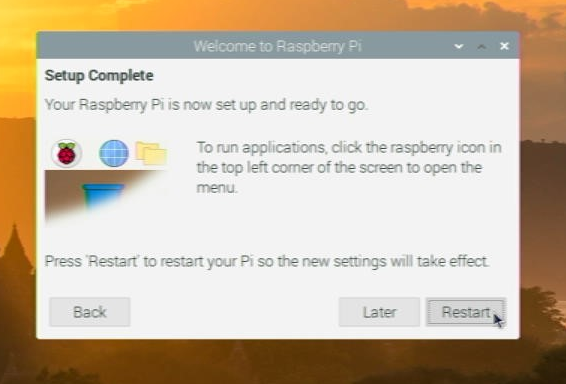 Welcome to Raspberry Pi
Setup Complete
Your Raspberry Pi is now set up and ready to go.
To run applications, click the raspberry icon in
the top left corner of the screen to open the
menu.
Press 'Restart' to restart your Pi so the new settings will take effect.
Back
Later
Restart